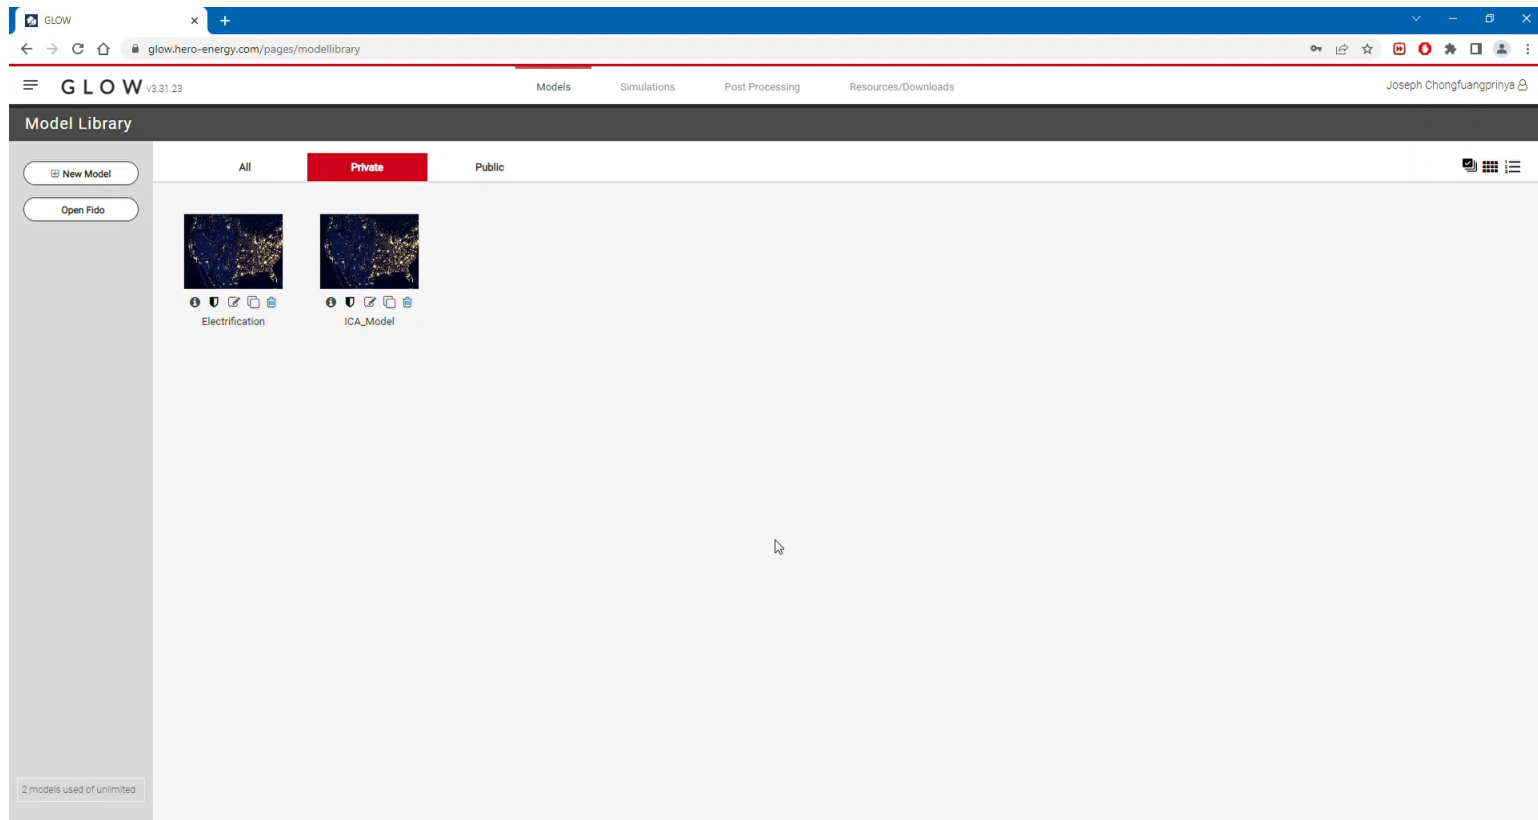 GLOW
glow.hero-energy.com/pages/modellibrary
GLOW v3.31.23
Models
Simulations
Post Processing
Resources/Downloads
Joseph Chongfuangprinya
Model Library
New Model
Open Fido
All
Private
Public
Electrification
ICA_Model
2 models used of unlimited